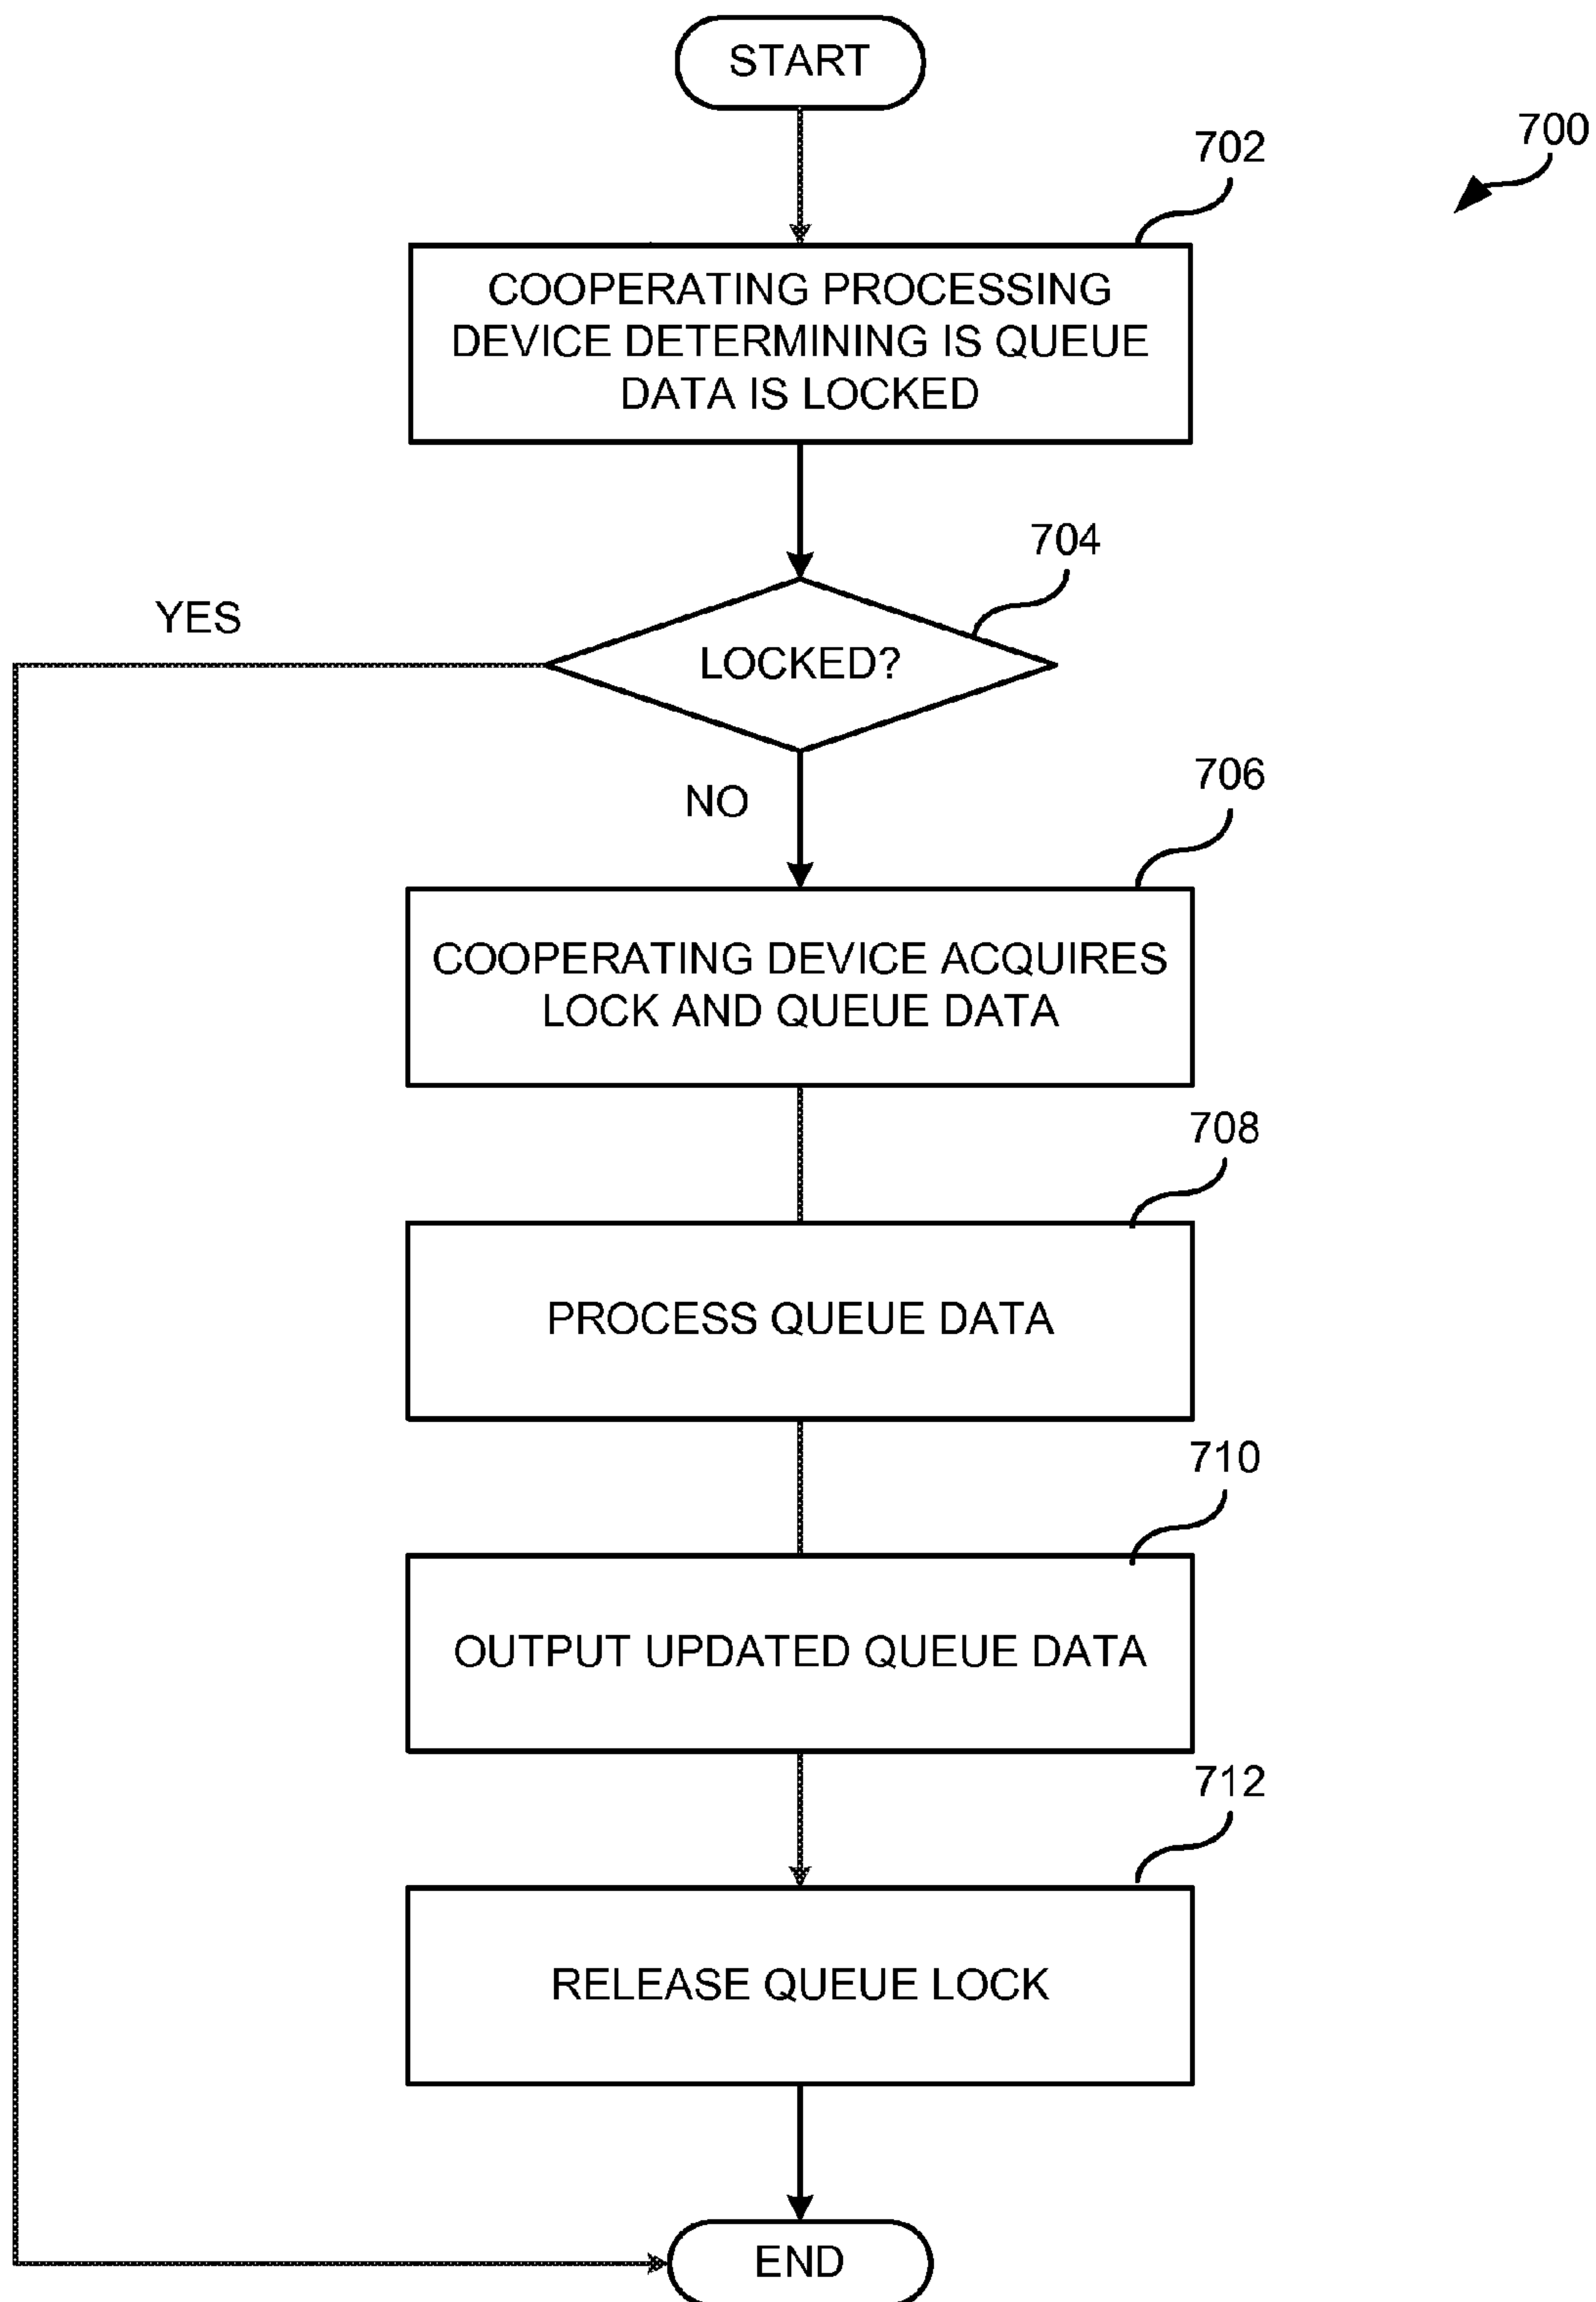 START
700
702
COOPERATING PROCESSING
DEVICE DETERMINING IS QUEUE
DATA IS LOCKED
704
YES
LOCKED?
NO
706
COOPERATING DEVICE ACQUIRES
LOCK AND QUEUE DATA
708
PROCESS QUEUE DATA
710
OUTPUT UPDATED QUEUE DATA
712
RELEASE QUEUE LOCK
END